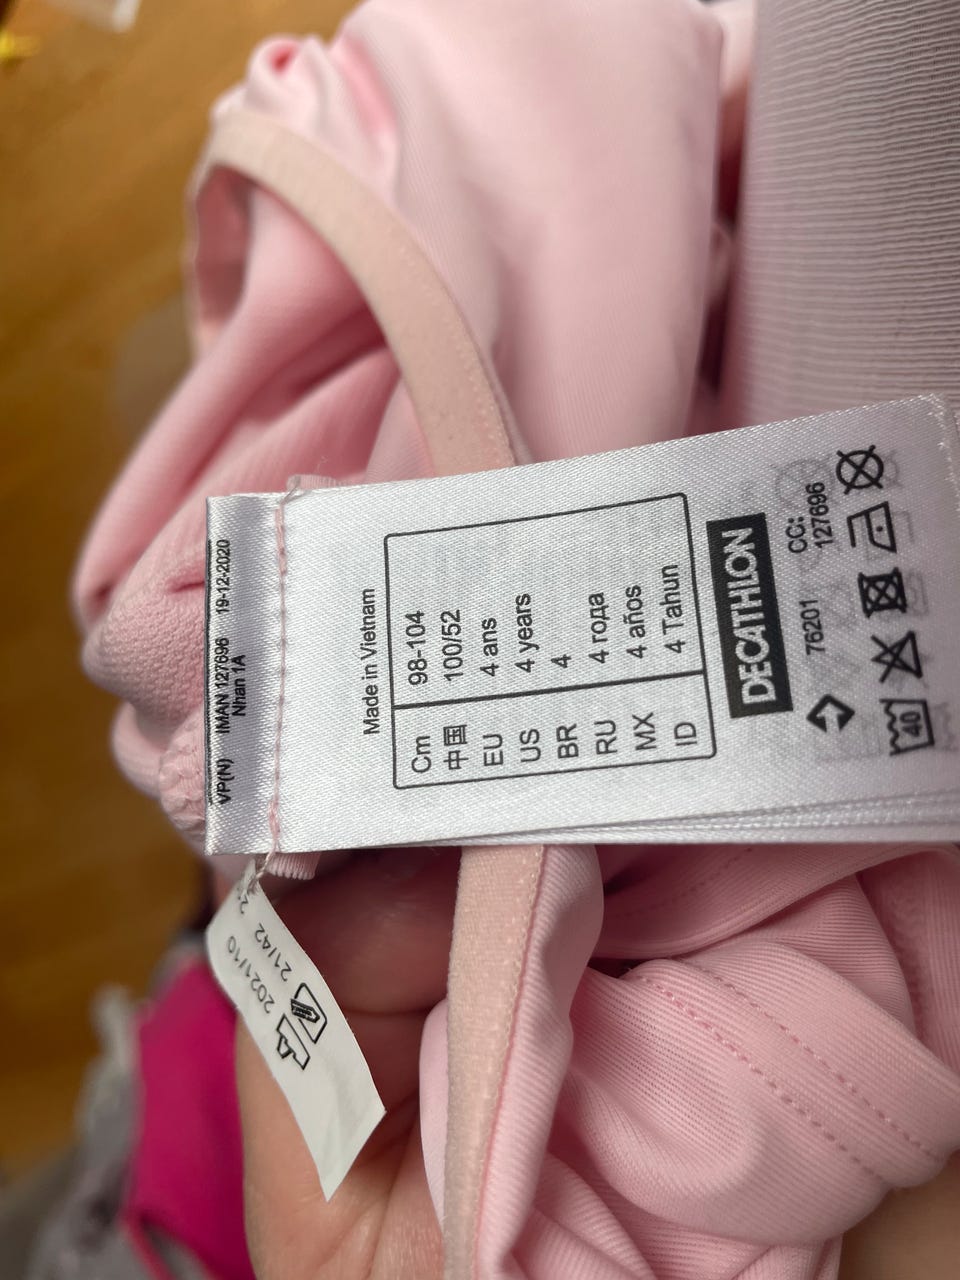 VP(N) IMAN 127696 19-12-2020
Nhan 1A
Made in Vietnam
Cm 98-104
中国 100/52
EU 4 ans
US 4 years
BR 4
RU 4 года
MX 4 años
ID 4 Tahun
DECATHLON
76201 CC:
127696
40
21/42
2021/10